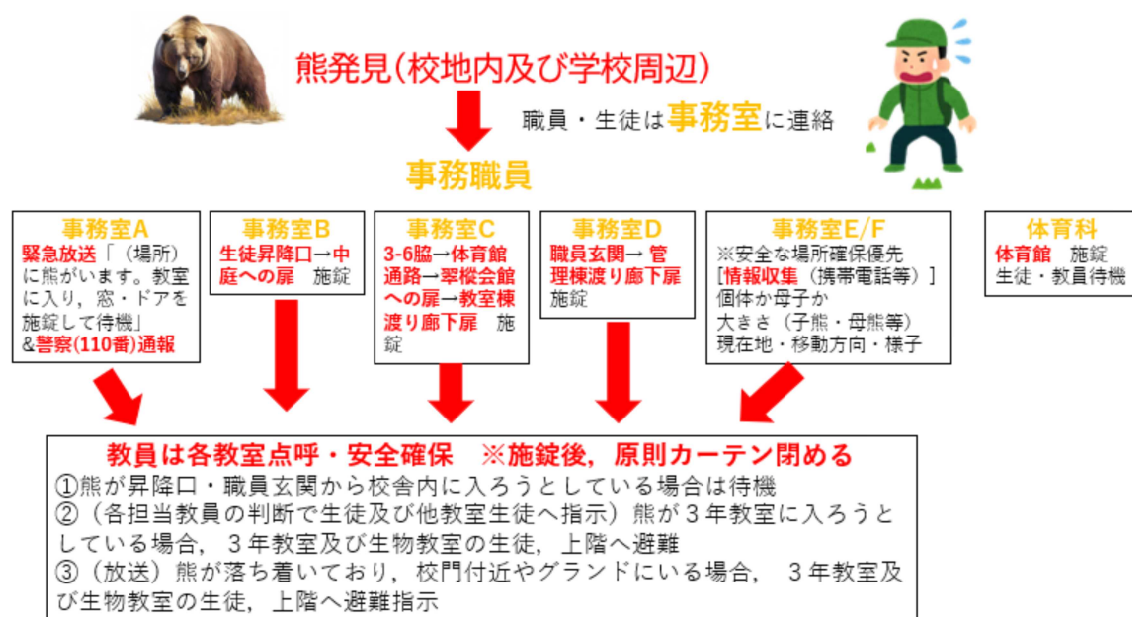 熊発見(校地内及び学校周辺)
職員・生徒は事務室に連絡
事務職員
事務室A
緊急放送「（場所）
に熊がいます。教室
に入り，窓・ドアを
施錠して待機」
&警察(110番)通報
事務室B
生徒昇降口→中
庭への扉　施錠
事務室C
3-6脇→体育館
通路→翠樅会館
への扉→教室棟
渡り廊下扉　施
錠
事務室D
職員玄関→ 管
理棟渡り廊下扉
施錠
事務室E/F
※安全な場所確保優先
[情報収集（携帯電話等）]
個体か母子か
大きさ（子熊・母熊等）
現在地・移動方向・様子
体育科
体育館　施錠
生徒・教員待機
教員は各教室点呼・安全確保　※施錠後，原則カーテン閉める
①熊が昇降口・職員玄関から校舎内に入ろうとしている場合は待機
②（各担当教員の判断で生徒及び他教室生徒へ指示）熊が３年教室に入ろうと
している場合，３年教室及び生物教室の生徒，上階へ避難
③（放送）熊が落ち着いており，校門付近やグランドにいる場合，　３年教室及
び生物教室の生徒，上階へ避難指示